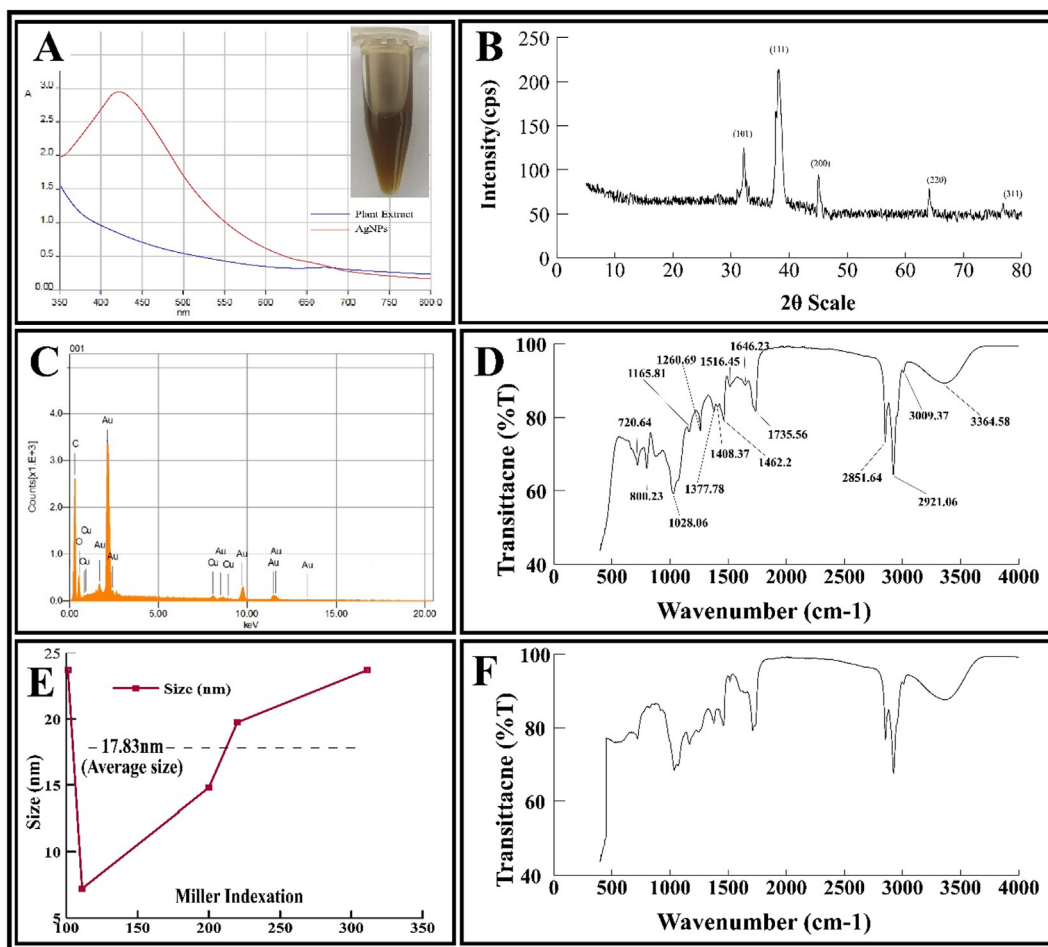 A
A
3.0
2.5
2.0
1.5
1.0
0.5
0.00
350
400
450
500
550
600
650
700
750
800.0
nm
Plant Extract
AgNPs
B
Intensity(cps)
250
200
150
100
50
0
0
10
20
30
40
50
60
70
80
2θ Scale
(101)
(111)
(200)
(220)
(311)
C
001
Counts[x1.E+3)
4.0
3.0
2.0
1.0
0.0
0.00
5.00
10.00
15.00
20.00
keV
C
O
Cu
Cu
Au
Au
Au
Cu
Au
Cu
Au
Au
Au
Au
D
Transittacne (%T)
100
80
60
40
0
500
1000
1500
2000
2500
3000
3500
4000
Wavenumber (cm-1)
720.64
800.23
1028.06
1165.81
1260.69
1377.78
1408.37
1462.2
1516.45
1646.23
1735.56
2851.64
2921.06
3009.37
3364.58
E
Size (nm)
25
20
15
10
5
100
150
200
250
300
350
Size (nm)
17.83nm
(Average size)
Miller Indexation
F
Transittacne (%T)
100
80
60
40
0
500
1000
1500
2000
2500
3000
3500
4000
Wavenumber (cm-1)